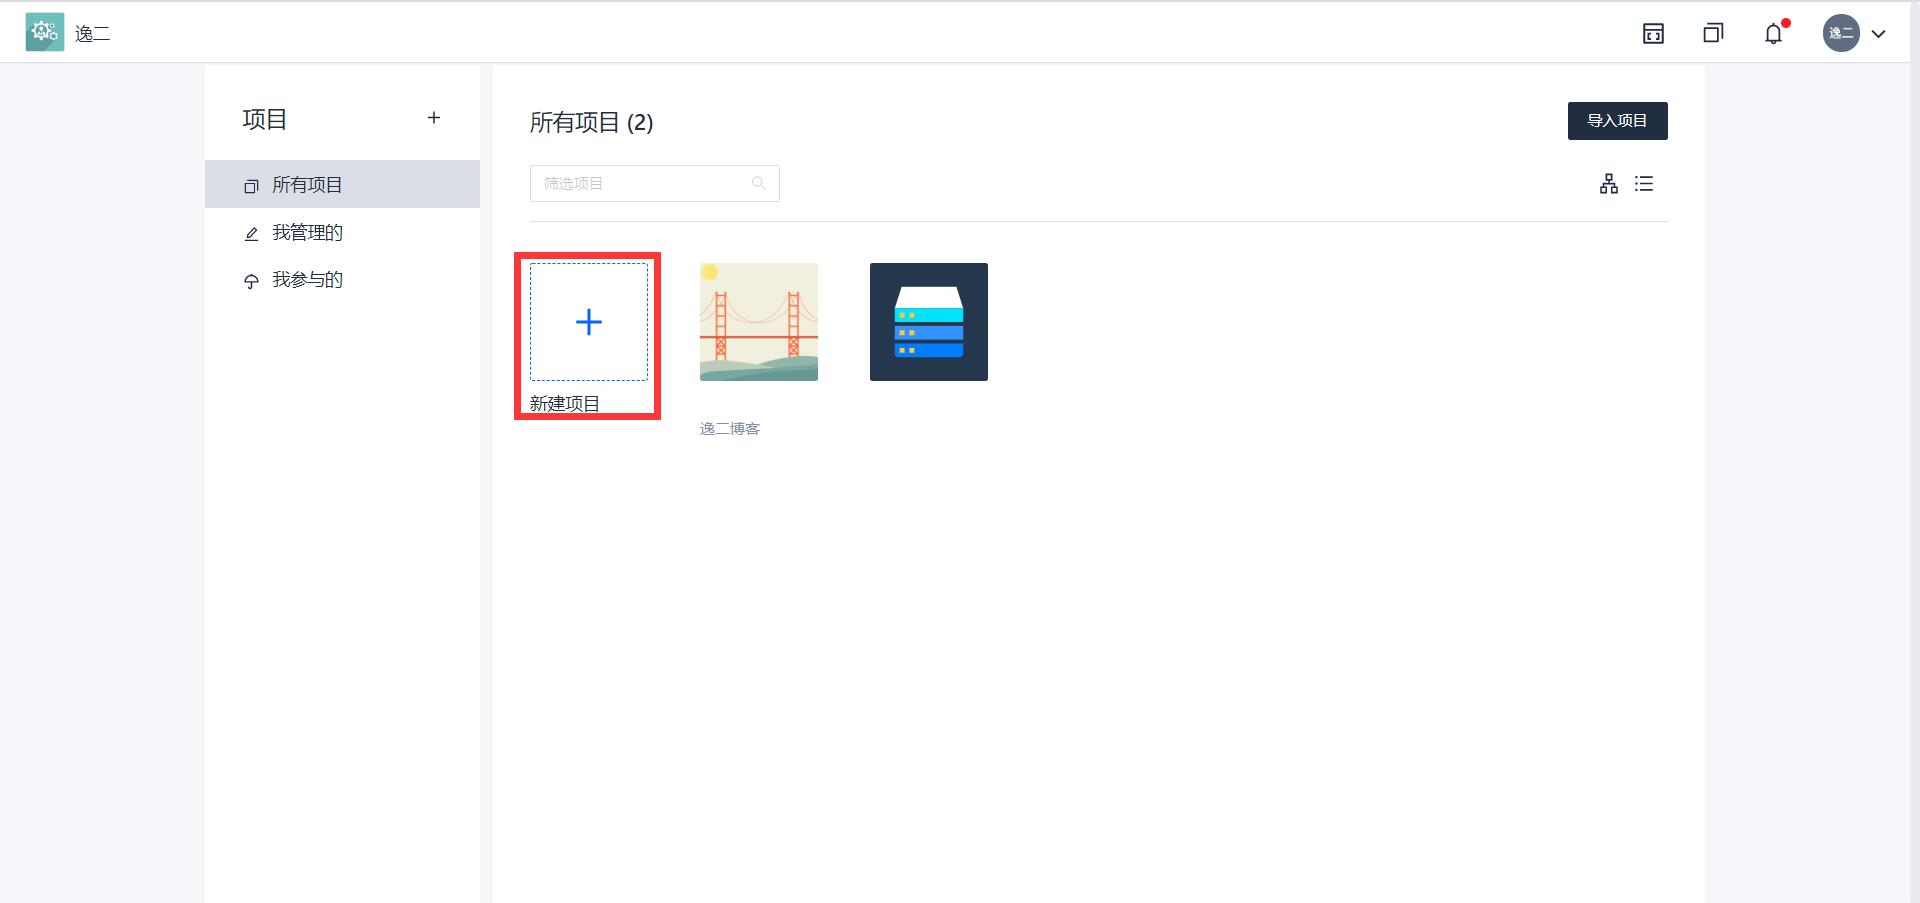 逸二
逸二
项目
所有项目
我管理的
我参与的
所有项目 (2)
导入项目
筛选项目
新建项目
逸二博客